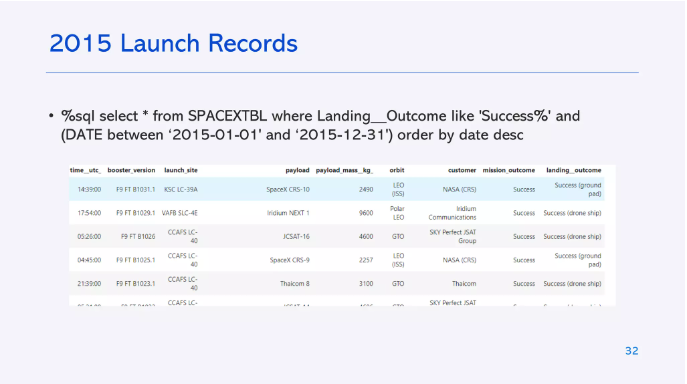 2015 Launch Records
• %sql select * from SPACEXTBL where Landing__Outcome like 'Success%' and
(DATE between ‘2015-01-01' and ‘2015-12-31') order by date desc
time__utc_ booster_version launch_site payload payload_mass__kg_ orbit customer mission_outcome landing__outcome
14:39:00 F9 FT B1031.1 KSC LC-39A SpaceX CRS-10 2490 LEO (ISS) NASA (CRS) Success Success (ground pad)
17:54:00 F9 FT B1029.1 VAFB SLC-4E Iridium NEXT 1 9600 Polar LEO Iridium Communications Success Success (drone ship)
05:26:00 F9 FT B1026 CCAFS LC-40 JCSAT-16 4600 GTO SKY Perfect JSAT Group Success Success (drone ship)
04:45:00 F9 FT B1025.1 CCAFS LC-40 SpaceX CRS-9 2257 LEO (ISS) NASA (CRS) Success Success (ground pad)
21:39:00 F9 FT B1023.1 CCAFS LC-40 Thaicom 8 3100 GTO Thaicom Success Success (drone ship)
CCAFS LC- SKY Perfect JSAT
32